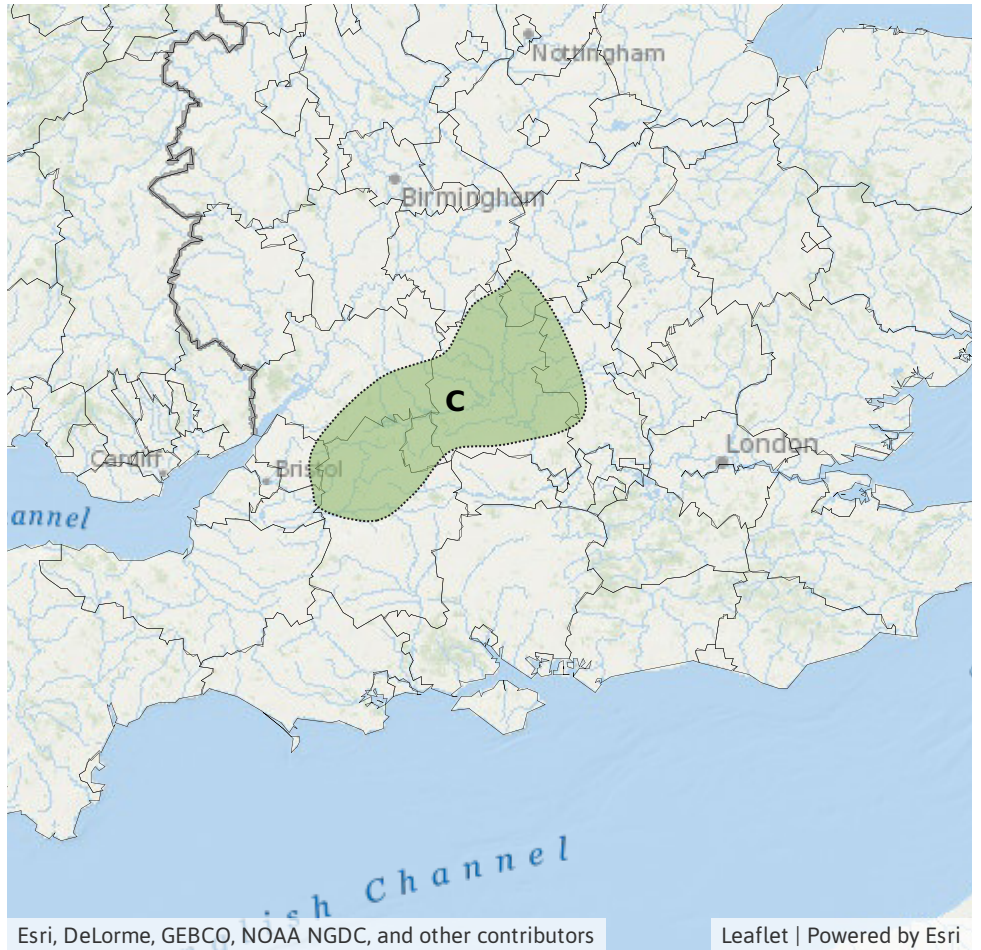 Nottingham
Birmingham
C
London
Cardiff
Bristol
annel
lish Channel
Esri, DeLorme, GEBCO, NOAA NGDC, and other contributors
Leaflet | Powered by Esri